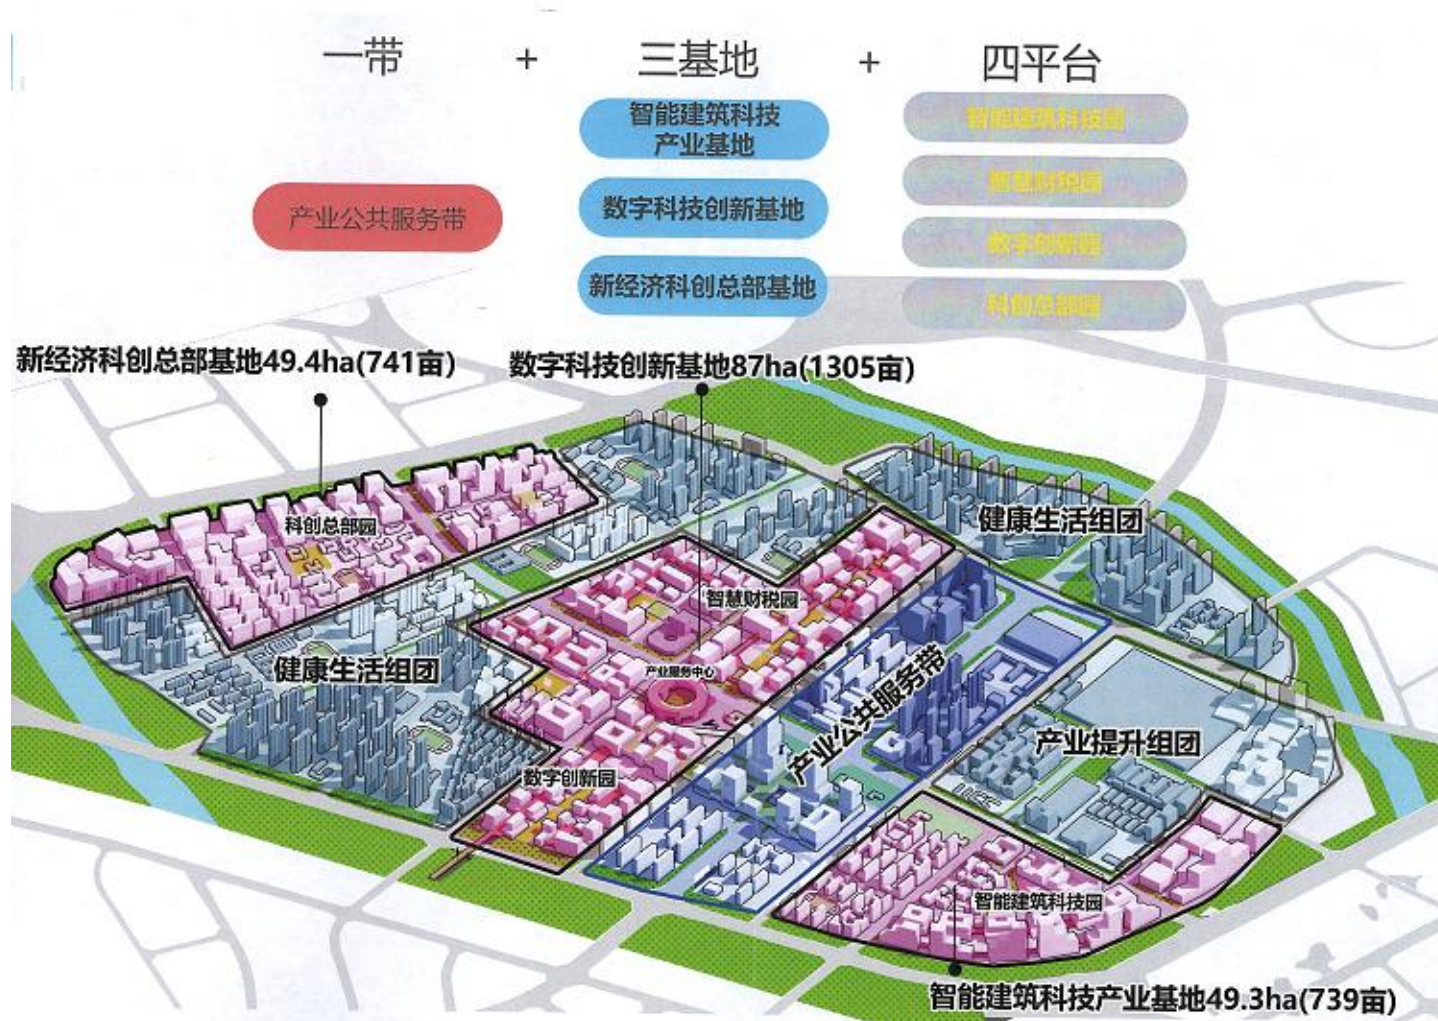 一带 + 三基地 + 四平台
产业公共服务带
智能建筑科技
产业基地
数字科技创新基地
新经济科创总部基地
智能建筑科技园
智慧财税园
数字创新园
科创总部园
新经济科创总部基地49.4ha(741亩)
数字科技创新基地87ha(1305亩)
科创总部园
健康生活组团
智慧财税园
健康生活组团
产业服务中心
产业公共服务带
产业提升组团
数字创新园
智能建筑科技园
智能建筑科技产业基地49.3ha(739亩)